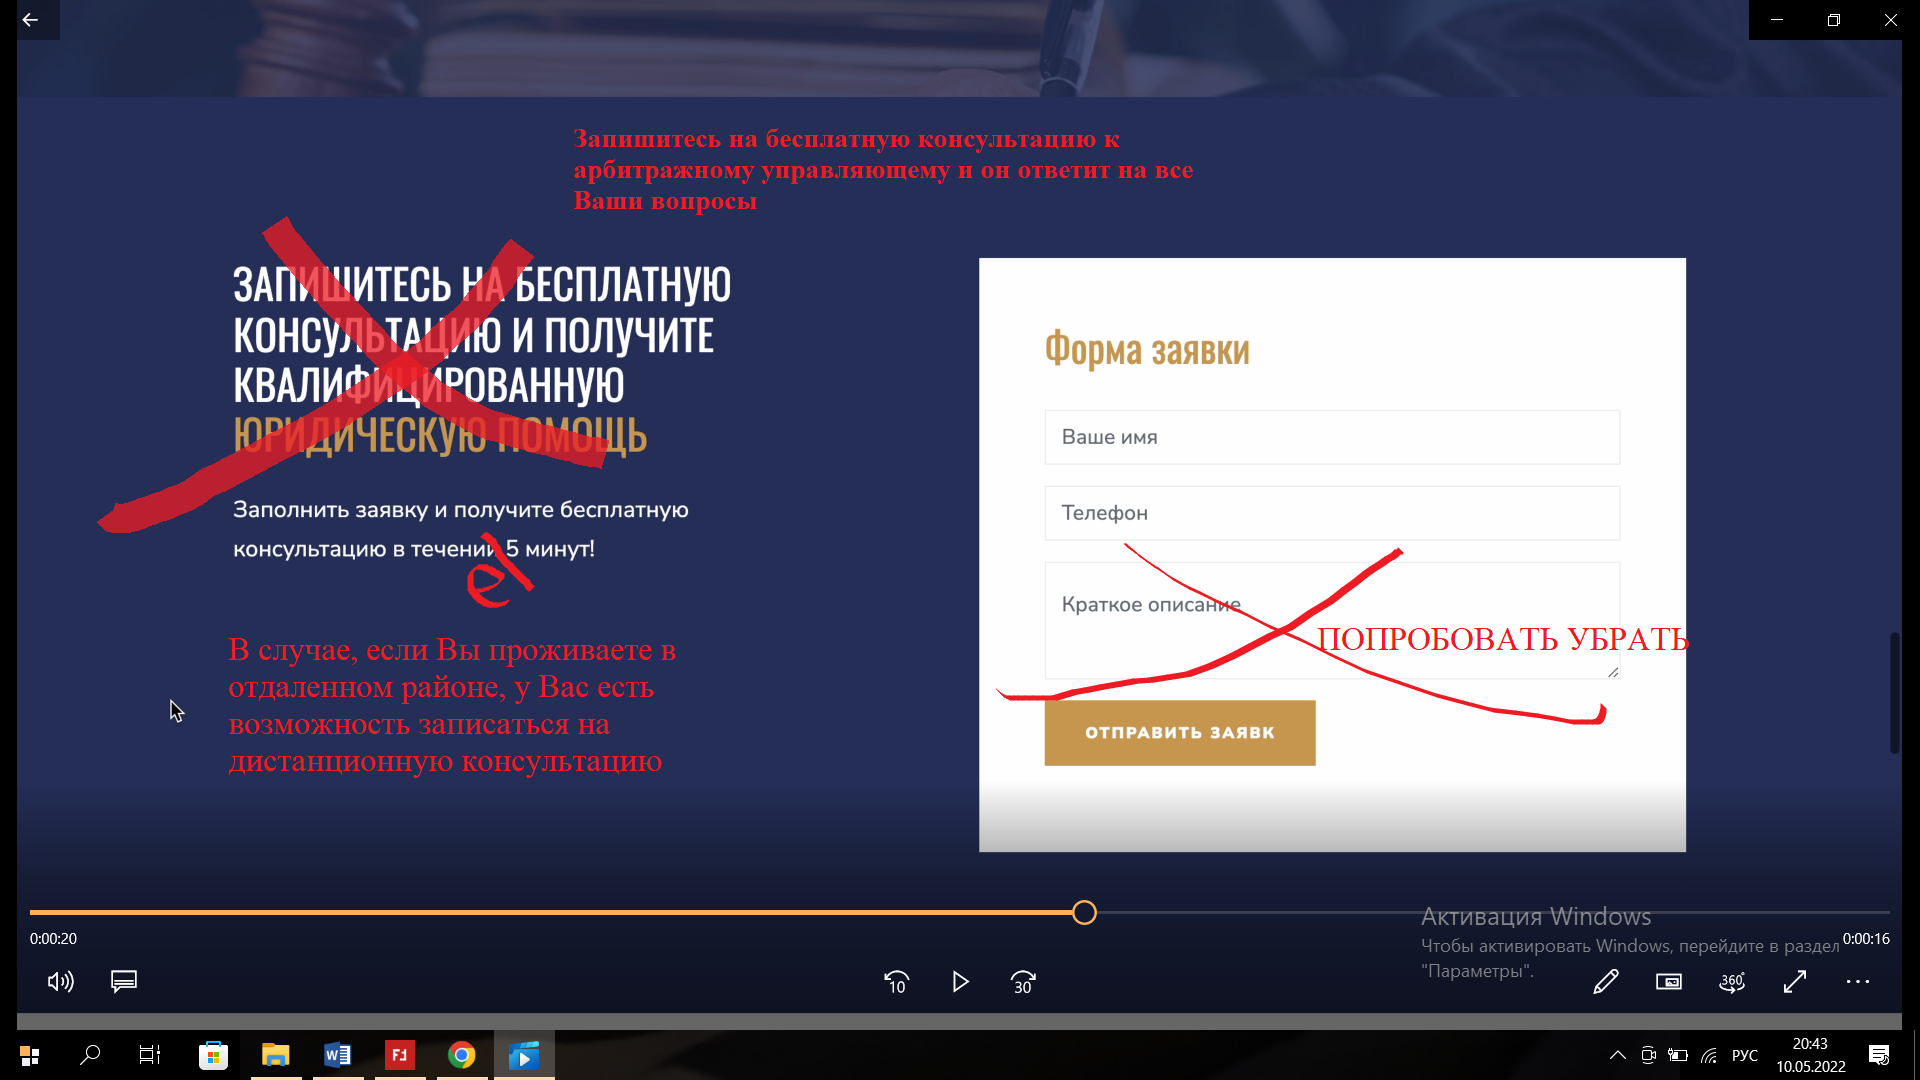 Запишитесь на бесплатную консультацию к
арбитражному управляющему и он ответит на все
Ваши вопросы
ЗАПИШИТЕСЬ НА БЕСПЛАТНУЮ
КОНСУЛЬТАЦИЮ И ПОЛУЧИТЕ
КВАЛИФИЦИРОВАННУЮ
ЮРИДИЧЕСКУЮ ПОМОЩЬ
Заполнить заявку и получите бесплатную
консультацию в течений 5 минут!
е
В случае, если Вы проживаете в
отдаленном районе, у Вас есть
возможность записаться на
дистанционную консультацию
Форма заявки
Ваше имя
Телефон
Краткое описание
ПОПРОБОВАТЬ УБРАТЬ
ОТПРАВИТЬ ЗАЯВК
Активация Windows
Чтобы активировать Windows, перейдите в раздел
"Параметры".
0:00:20
0:00:16
10
30
360°
РУС
20:43
10.05.2022